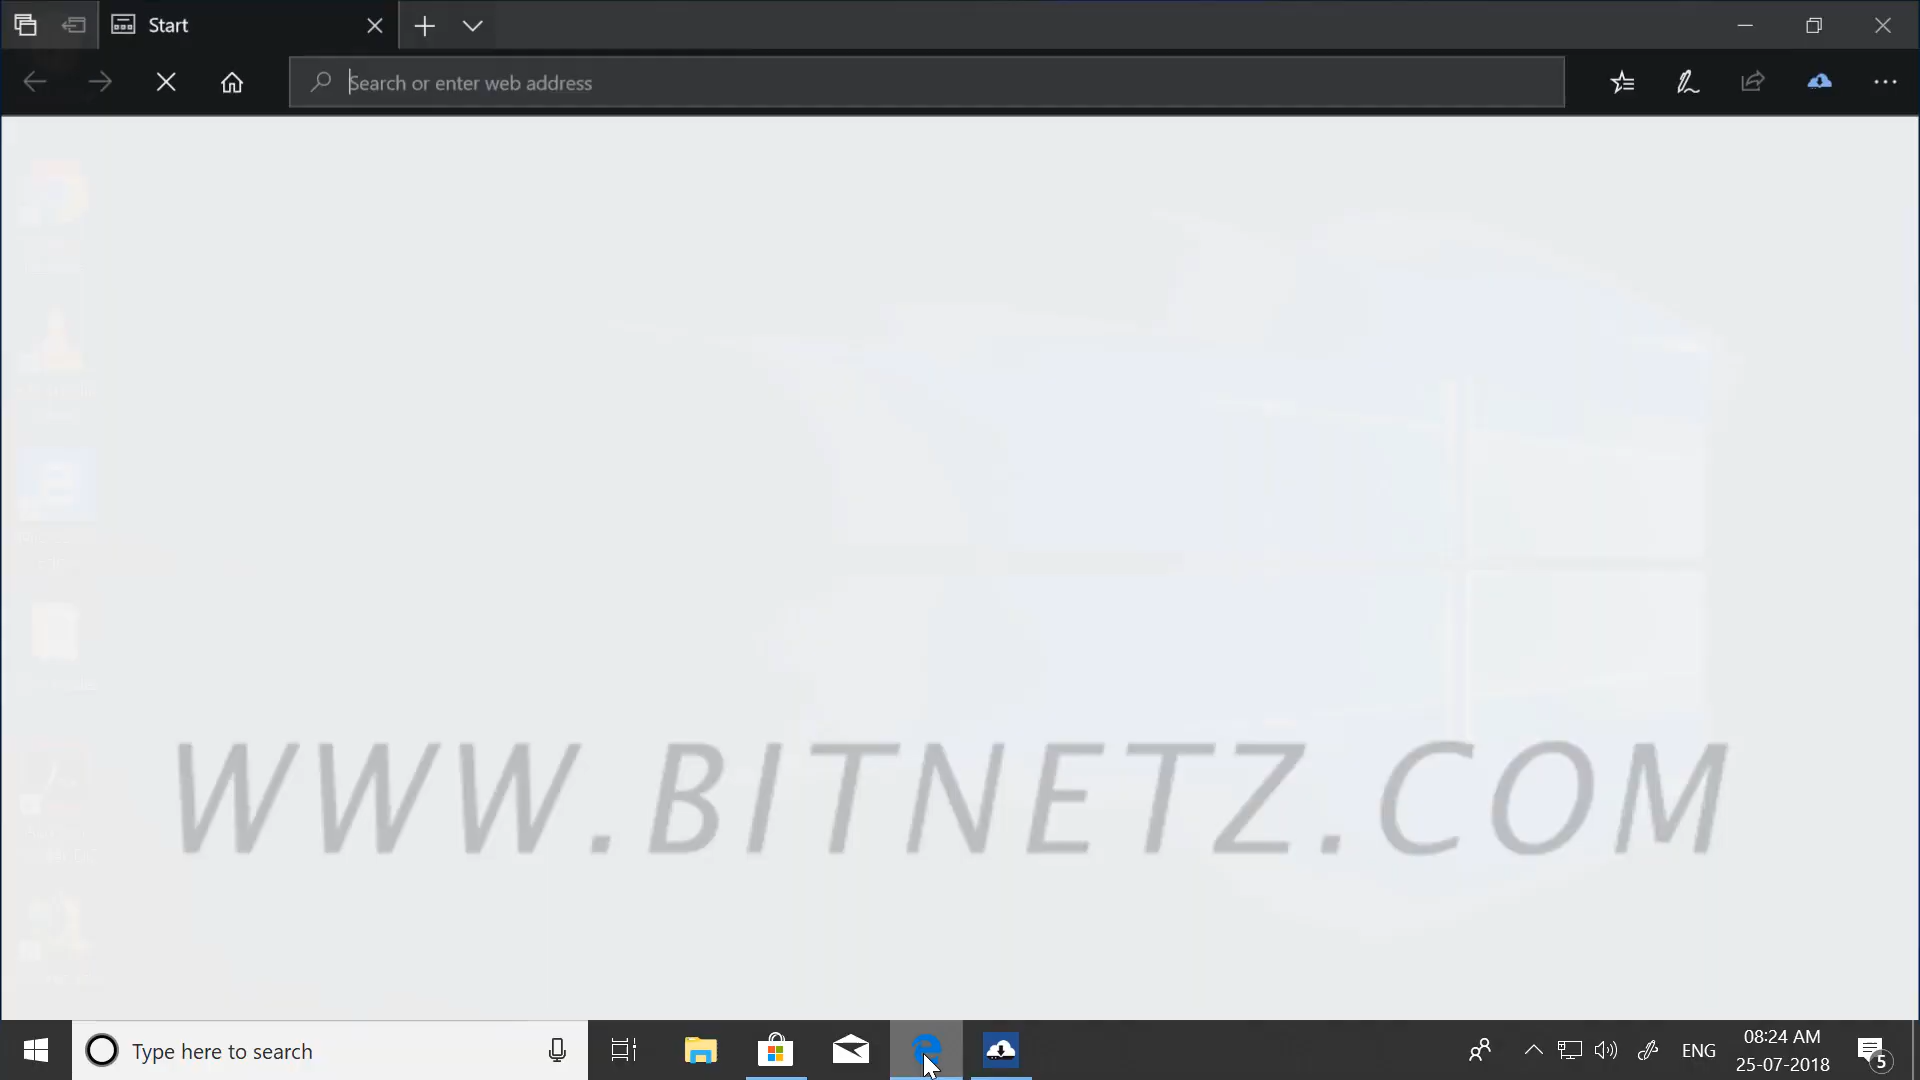 Start
Search or enter web address
WWW.BITNETZ.COM
Type here to search
ENG
08:24 AM
25-07-2018
5